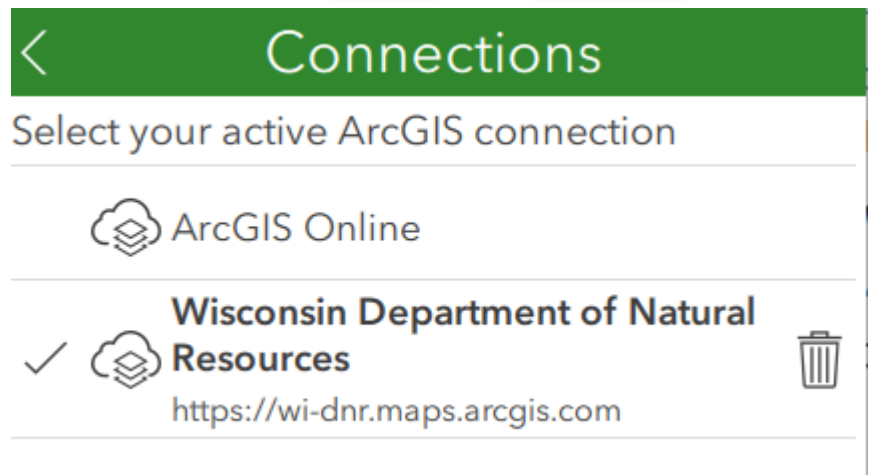 Connections
Select your active ArcGIS connection
ArcGIS Online
Wisconsin Department of Natural
Resources
https://wi-dnr.maps.arcgis.com